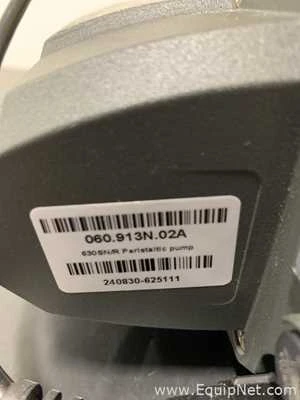 060.913N.02A
630SN/R Peristaltic pump
240830-625111
www.EquipNet.com